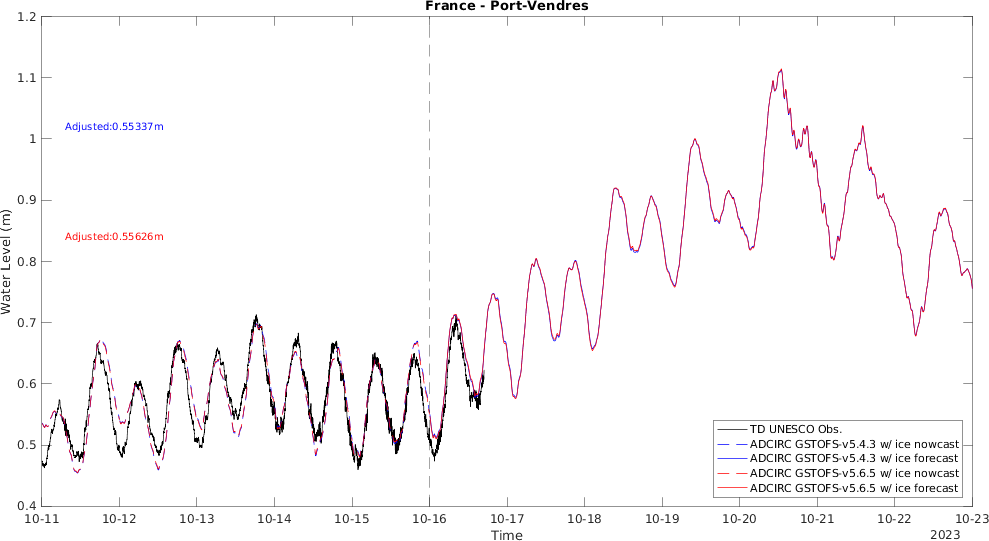 France - Port-Vendres
1.2
1.1
1
0.9
0.8
0.7
0.6
0.5
0.4
Water Level (m)
Adjusted:0.55337m
Adjusted:0.55626m
TD UNESCO Obs.
ADCIRC GSTOFS-v5.4.3 w/ ice nowcast
ADCIRC GSTOFS-v5.4.3 w/ ice forecast
ADCIRC GSTOFS-v5.6.5 w/ ice nowcast
ADCIRC GSTOFS-v5.6.5 w/ ice forecast
10-11 10-12 10-13 10-14 10-15 10-16 10-17 10-18 10-19 10-20 10-21 10-22 10-23
Time
2023